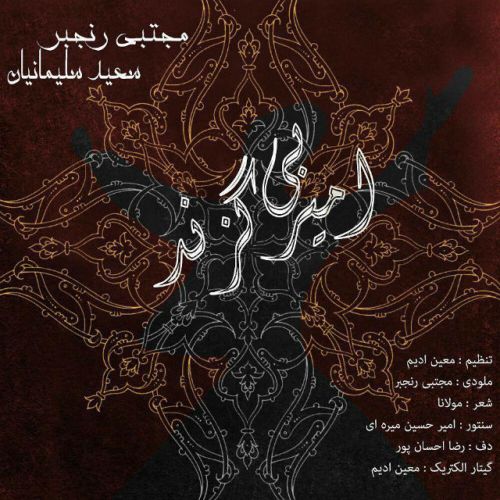 مجتبی رنجبر
سعید سلیمانیان
امیر بی گزند
تنظیم : معین ادیم
ملودی : مجتبی رنجبر
شعر : مولانا
سنتور : امیر حسین میره ای
دف : رضا احسان پور
گیتار الکتریک : معین ادیم